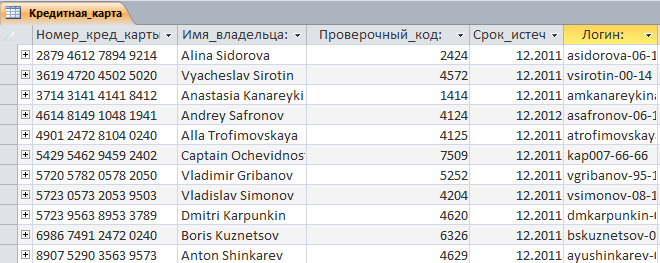 Кредитная_карта
Номер_кред_карты Имя_владельца: Проверочный_код: Срок_истеч Логин:
2879 4612 7894 9214 Alina Sidorova 2424 12.2011 asidorova-06-1
3619 4720 4502 5020 Vyacheslav Sirotin 4572 12.2011 vsirotin-00-14
3714 3141 4141 8412 Anastasia Kanareyki 1414 12.2011 amkanareykina
4614 8149 1048 1941 Andrey Safronov 4124 12.2012 asafronov-06-1
4901 2472 8104 0240 Alla Trofimovskaya 4125 12.2011 atrofimovskaya
5429 5462 9459 2402 Captain Ochevidnos 7509 12.2011 kap007-66-66
5720 5782 0578 2050 Vladimir Gribanov 5252 12.2011 vgribanov-95-1
5723 0573 2053 9503 Vladislav Simonov 4204 12.2011 vsimonov-08-1
5723 9563 8953 3789 Dmitri Karpunkin 4620 12.2011 dmkarpunkin-
6986 7491 2472 0240 Boris Kuznetsov 6326 12.2011 bskuznetsov-0
8907 5290 3563 9573 Anton Shinkarev 4629 12.2011 ayushinkarev-